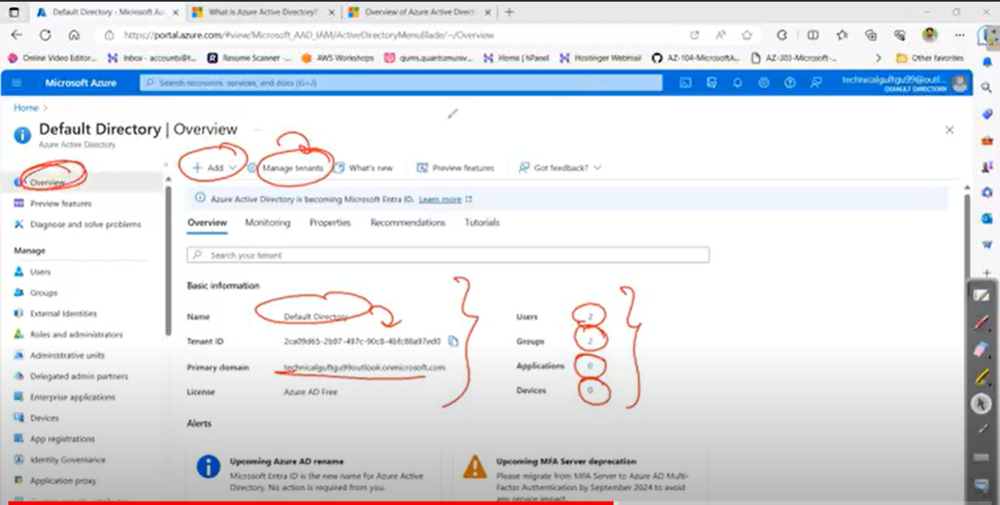 Default Directory - Microsoft Az
What is Azure Active Directory?
Overview of Azure Active Direct
https://portal.azure.com/#view/Microsoft_AAD_IAM/ActiveDirectoryMenuBlade/~/Overview
Online Video Editor...
Inbox - accounts@t...
Resume Scanner -...
AWS Workshops
Home | hPanel
Hostinger Webmail
AZ-104-MicrosoftA...
AZ-303-Microsoft-...
Other favorites
Microsoft Azure
Search resources, services, and docs (G+/)
technicalguftgu99@outl...
DEFAULT DIRECTORY
Home >
Default Directory | Overview ...
Azure Active Directory
+ Add
Manage tenants
What's new
Preview features
Got feedback?
Overview
Preview features
Diagnose and solve problems
Manage
Users
Groups
External Identities
Roles and administrators
Administrative units
Delegated admin partners
Enterprise applications
Devices
App registrations
Identity Governance
Application proxy
Azure Active Directory is becoming Microsoft Entra ID. Learn more
Overview Monitoring Properties Recommendations Tutorials
Search your tenant
Basic information
Name Default Directory Users 2
Tenant ID 2ca09d65-2b97-497c-90c8-4bfc88a97ed0 Groups 2
Primary domain technicalguftgu99outlook.onmicrosoft.com Applications 0
License Azure AD Free Devices 0
Alerts
Upcoming Azure AD rename
Microsoft Entra ID is the new name for Azure Active
Directory. No action is required from you.
Upcoming MFA Server deprecation
Please migrate from MFA Server to Azure AD Multi-
Factor Authentication by September 2024 to avoid
any service impact.